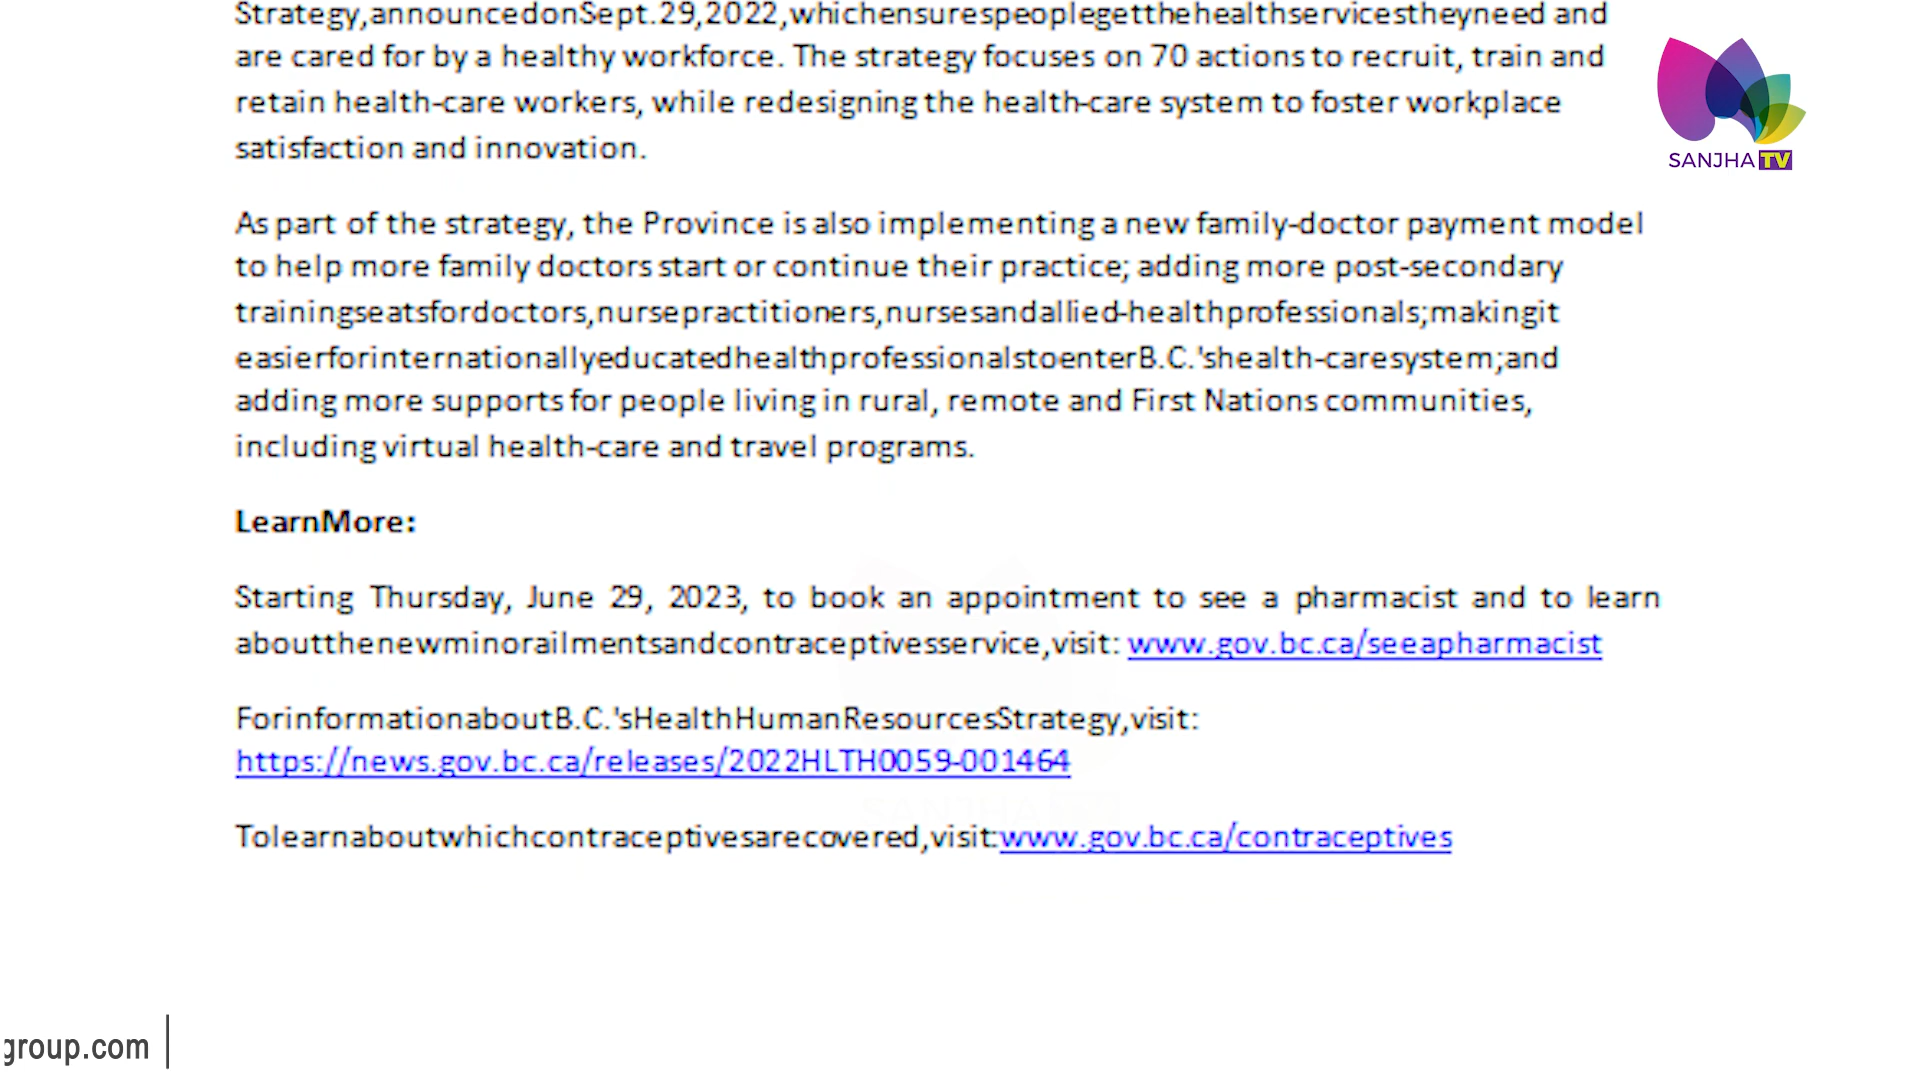 Strategy,announcedonSept.29,2022,whichensurespeoplegetthehealthservicestheyneed and
are cared for by a healthy workforce. The strategy focuses on 70 actions to recruit, train and
retain health-care workers, while redesigning the health-care system to foster workplace
satisfaction and innovation.
SANJHA TV
As part of the strategy, the Province is also implementing a new family-doctor payment model
to help more family doctors start or continue their practice; adding more post-secondary
trainingseatsfordoctors,nursepractitioners,nursesandallied-healthprofessionals;makingit
easierforinternationallyeducatedhealthprofessionalstoenterB.C.'shealth-caresystem;and
adding more supports for people living in rural, remote and First Nations communities,
including virtual health-care and travel programs.
LearnMore:
Starting Thursday, June 29, 2023, to book an appointment to see a pharmacist and to learn
aboutthenewminorailmentsandcontraceptivesservice,visit: www.gov.bc.ca/seeapharmacist
ForinformationaboutB.C.'sHealthHumanResourcesStrategy,visit:
https://news.gov.bc.ca/releases/2022HLTH0059-001464
SANJHA TV
Tolearnaboutwhichcontraceptivesarecovered,visit:www.gov.bc.ca/contraceptives
group.com